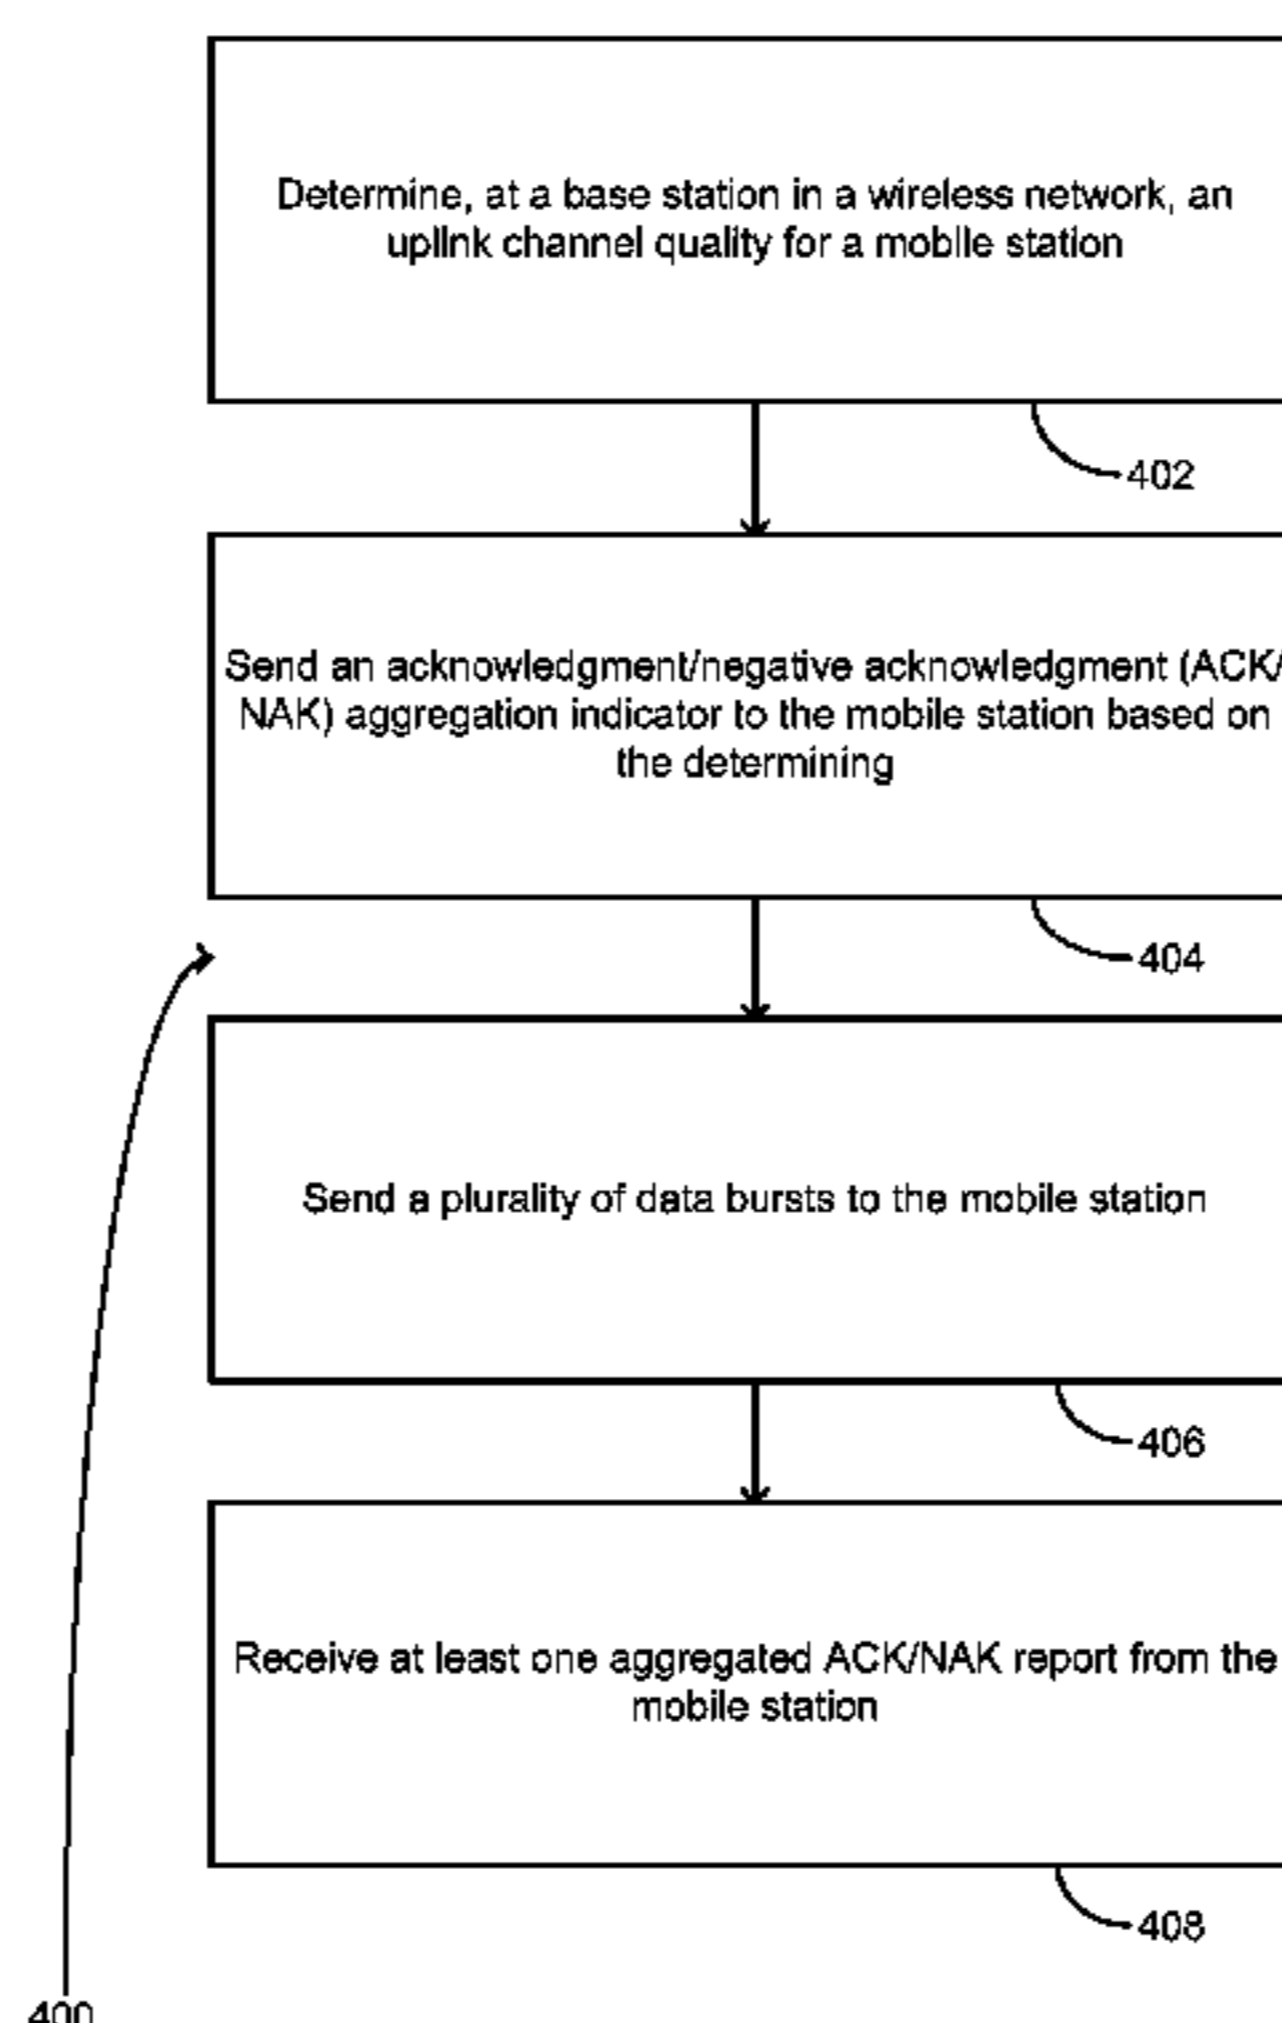 Determine, at a base station in a wireless network, an
uplink channel quality for a mobile station
402
Send an acknowledgment/negative acknowledgment (ACK/
NAK) aggregation indicator to the mobile station based on
the determining
404
Send a plurality of data bursts to the mobile station
406
Receive at least one aggregated ACK/NAK report from the
mobile station
408
400